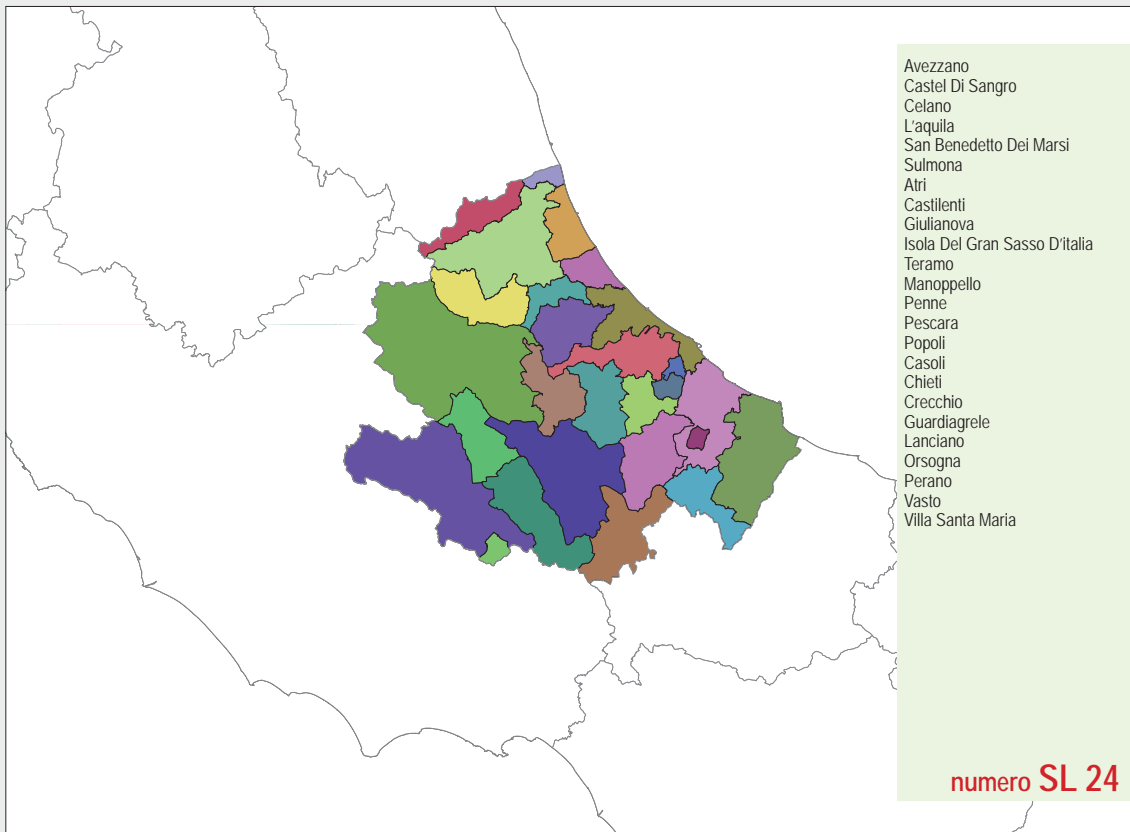 Avezzano
Castel Di Sangro
Celano
L'aquila
San Benedetto Dei Marsi
Sulmona
Atri
Castilenti
Giulianova
Isola Del Gran Sasso D'italia
Teramo
Manoppello
Penne
Pescara
Popoli
Casoli
Chieti
Crecchio
Guardiagrele
Lanciano
Orsogna
Perano
Vasto
Villa Santa Maria
numero SL 24